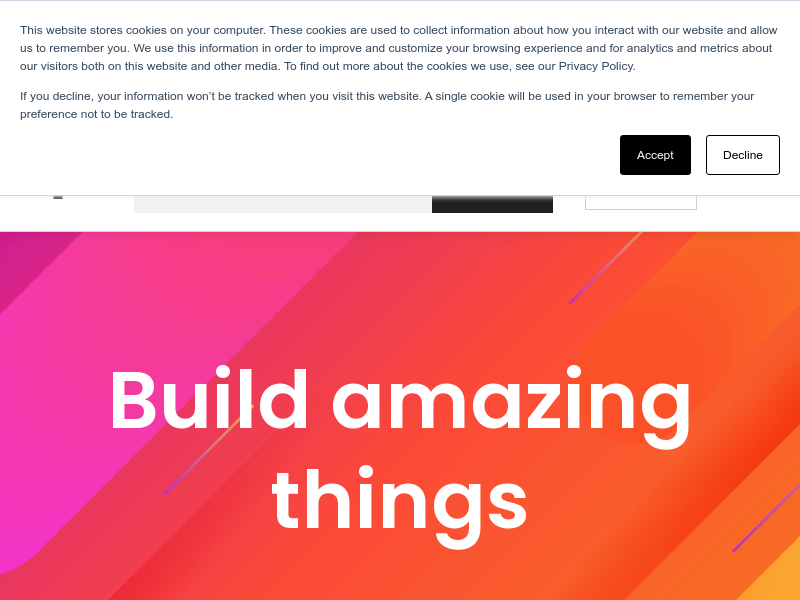 This website stores cookies on your computer. These cookies are used to collect information about how you interact with our website and allow
us to remember you. We use this information in order to improve and customize your browsing experience and for analytics and metrics about
our visitors both on this website and other media. To find out more about the cookies we use, see our Privacy Policy.
If you decline, your information won’t be tracked when you visit this website. A single cookie will be used in your browser to remember your
preference not to be tracked.
Accept
Decline
Build amazing
things